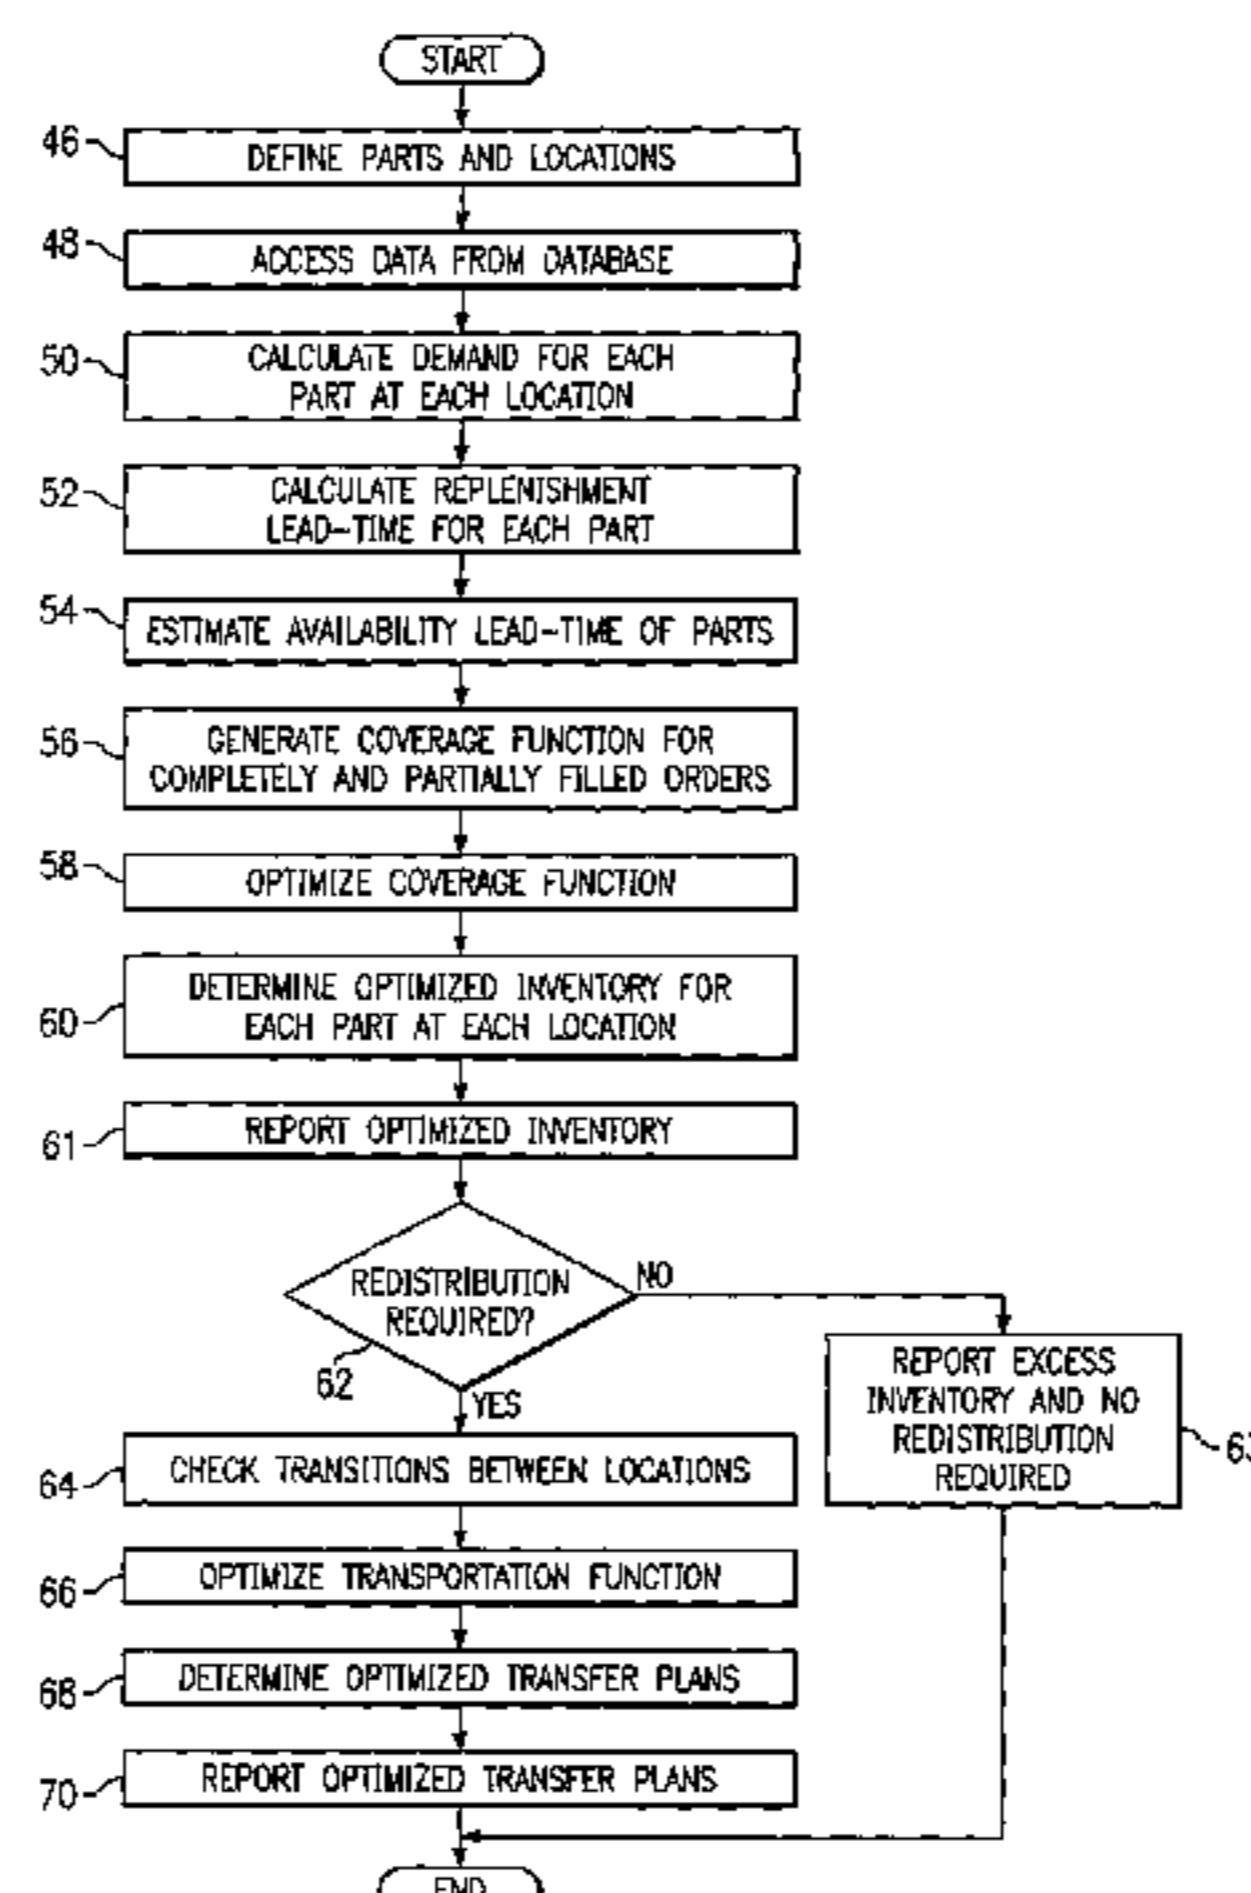 START
46
DEFINE PARTS AND LOCATIONS
48
ACCESS DATA FROM DATABASE
50
CALCULATE DEMAND FOR EACH
PART AT EACH LOCATION
52
CALCULATE REPLENISHMENT
LEAD-TIME FOR EACH PART
54
ESTIMATE AVAILABILITY LEAD-TIME OF PARTS
56
GENERATE COVERAGE FUNCTION FOR
COMPLETELY AND PARTIALLY FILLED ORDERS
58
OPTIMIZE COVERAGE FUNCTION
60
DETERMINE OPTIMIZED INVENTORY FOR
EACH PART AT EACH LOCATION
61
REPORT OPTIMIZED INVENTORY
REDISTRIBUTION
REQUIRED?
62
NO
YES
REPORT EXCESS
INVENTORY AND NO
REDISTRIBUTION
REQUIRED
63
64
CHECK TRANSITIONS BETWEEN LOCATIONS
66
OPTIMIZE TRANSPORTATION FUNCTION
68
DETERMINE OPTIMIZED TRANSFER PLANS
70
REPORT OPTIMIZED TRANSFER PLANS
END